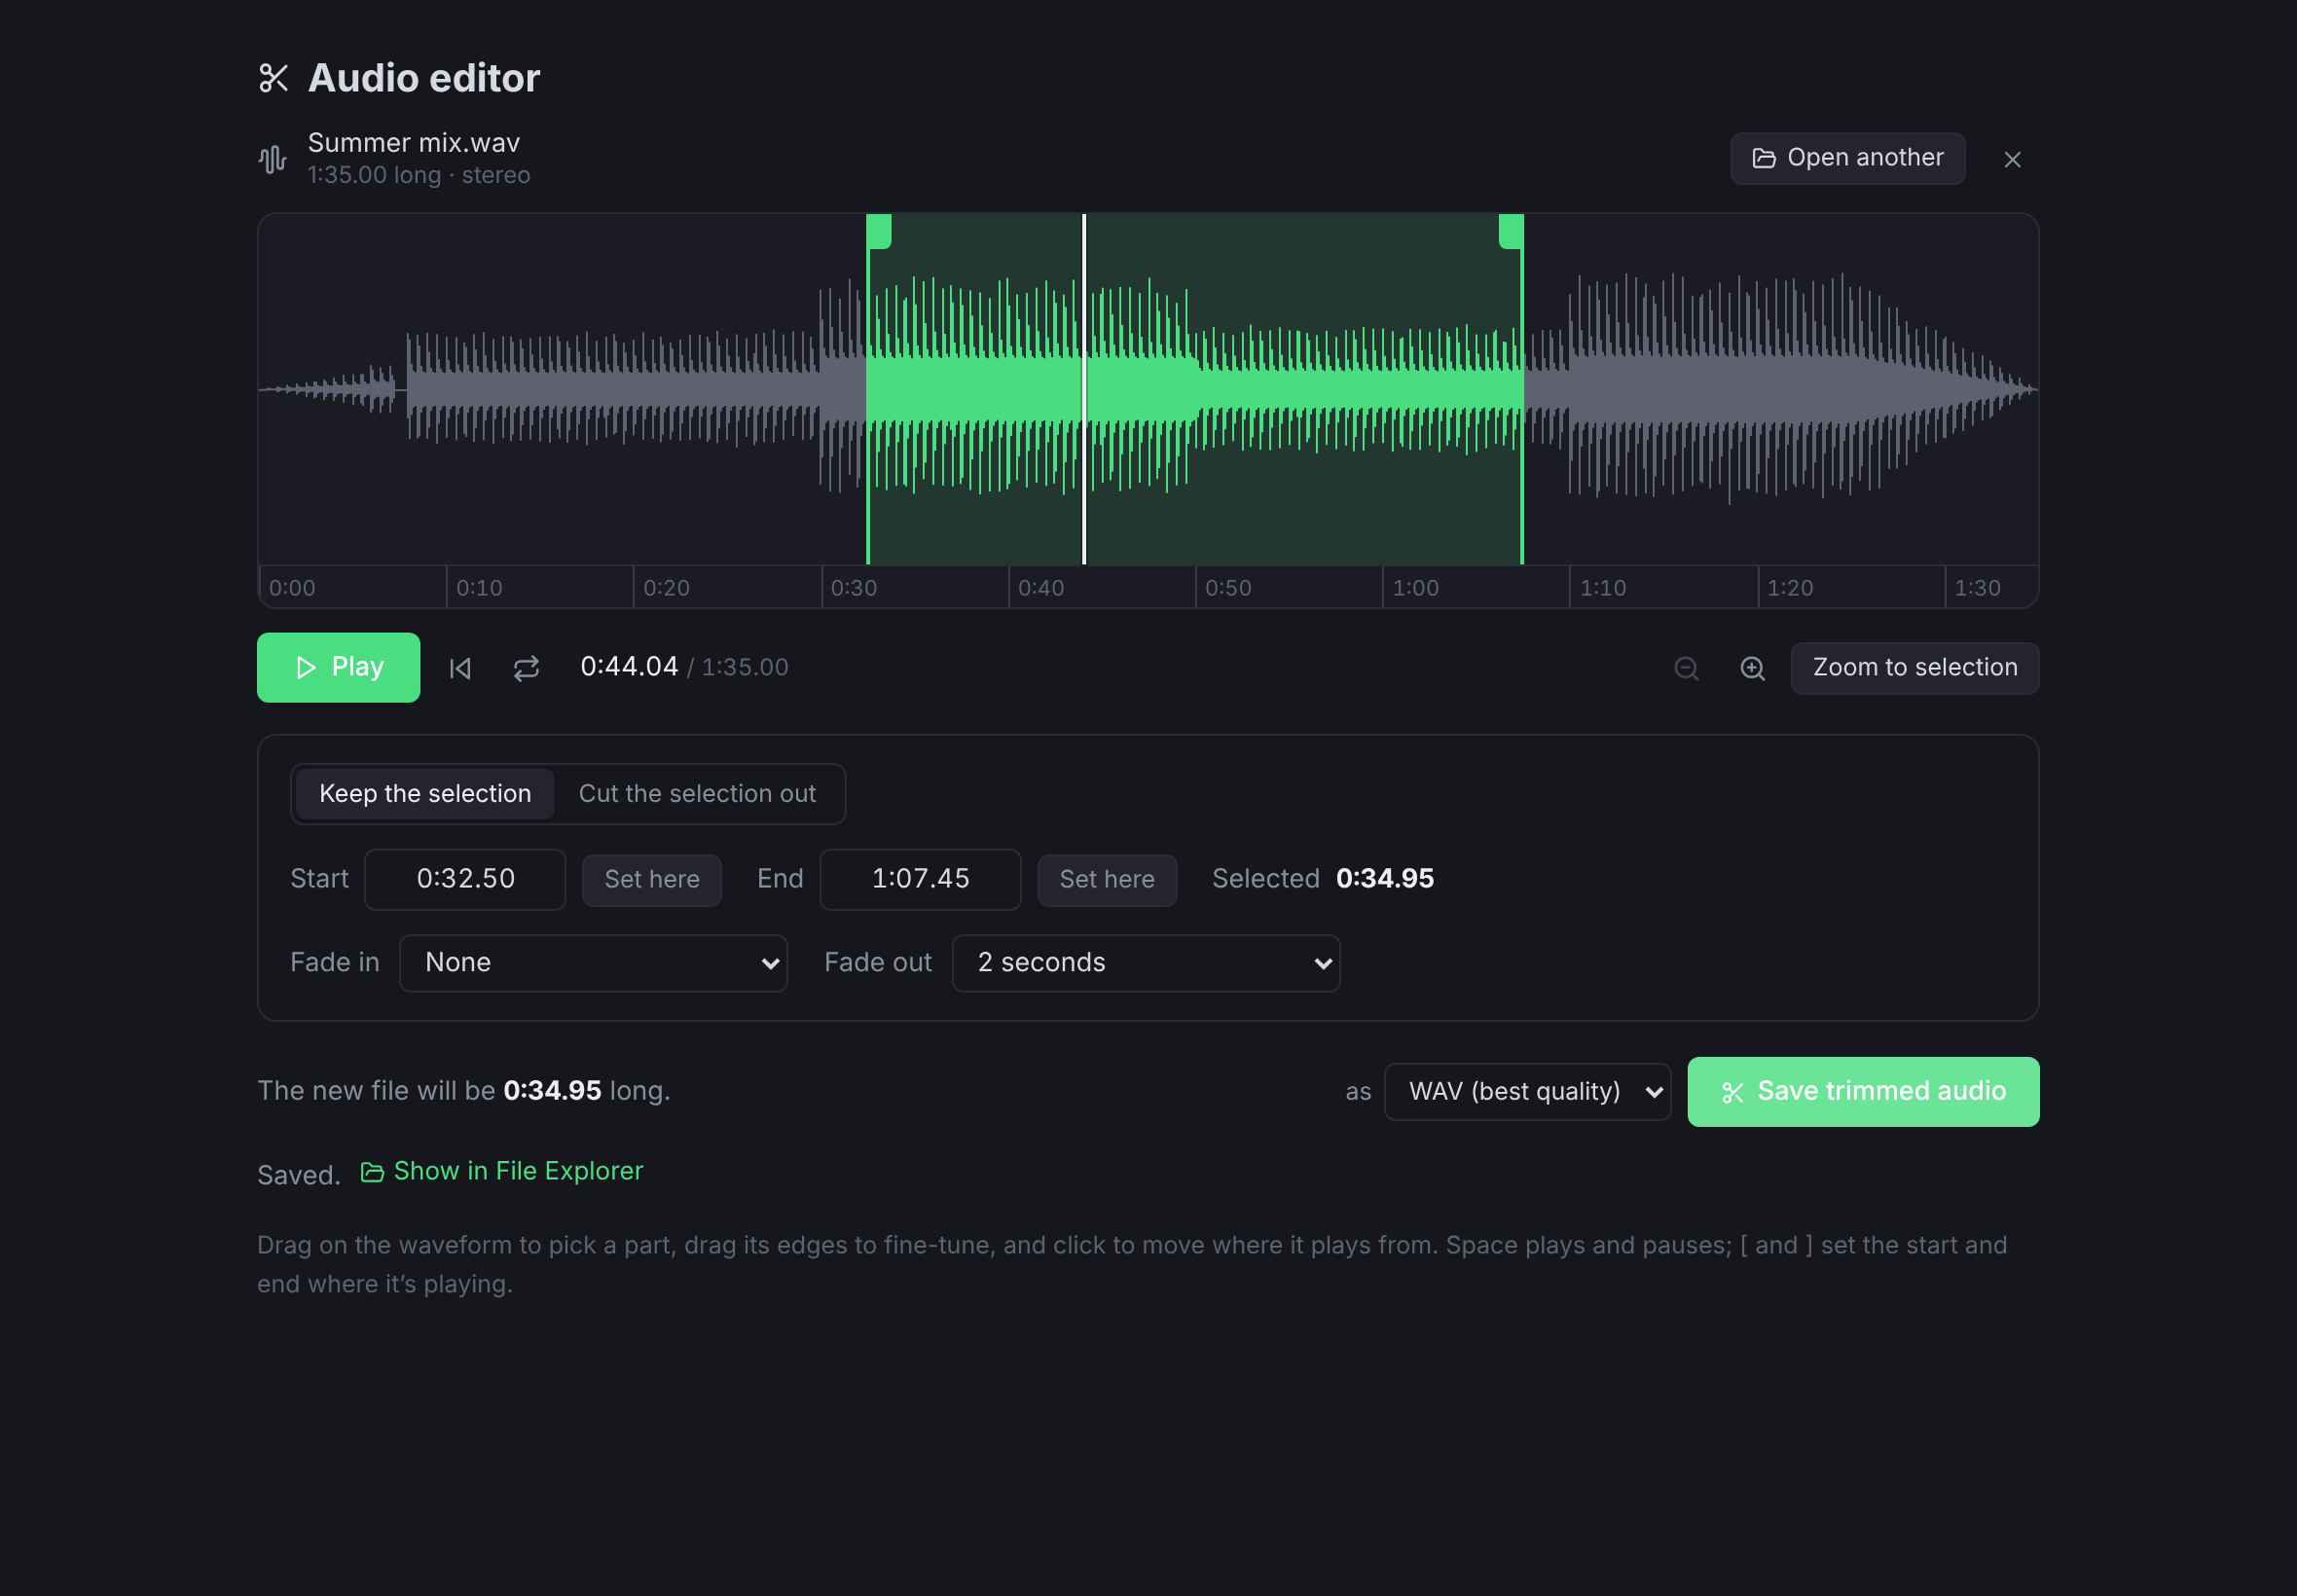 Audio editor
Summer mix.wav
1:35.00 long · stereo
Open another
0:00 0:10 0:20 0:30 0:40 0:50 1:00 1:10 1:20 1:30
Play 0:44.04 / 1:35.00 Zoom to selection
Keep the selection Cut the selection out
Start 0:32.50 Set here End 1:07.45 Set here Selected 0:34.95
Fade in None Fade out 2 seconds
The new file will be 0:34.95 long. as WAV (best quality) Save trimmed audio
Saved. Show in File Explorer
Drag on the waveform to pick a part, drag its edges to fine-tune, and click to move where it plays from. Space plays and pauses; [ and ] set the start and
end where it’s playing.